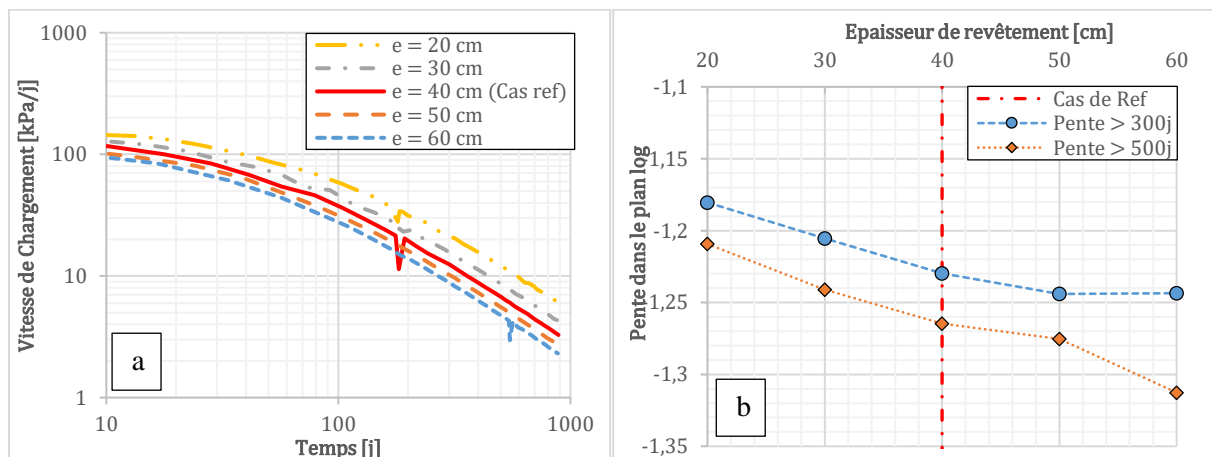 Vitesse de Chargement [kPa/j]
1000
100
10
1
10
100
1000
Temps [j]
e = 20 cm
e = 30 cm
e = 40 cm (Cas ref)
e = 50 cm
e = 60 cm
a
Epaisseur de revêtement [cm]
20
30
40
50
60
Pente dans le plan log
-1,1
-1,15
-1,2
-1,25
-1,3
-1,35
Cas de Ref
Pente > 300j
Pente > 500j
b